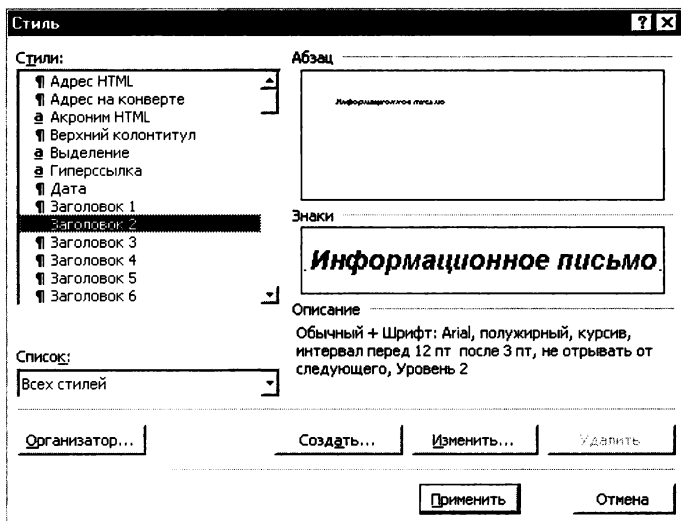 Стиль
Стили:
¶ Адрес HTML
¶ Адрес на конверте
a Акроним HTML
¶ Верхний колонтитул
a Выделение
a Гиперссылка
¶ Дата
¶ Заголовок 1
Заголовок 2
¶ Заголовок 3
¶ Заголовок 4
¶ Заголовок 5
¶ Заголовок 6
Список:
Всех стилей
Абзац
Информационное письмо
Знаки
Информационное письмо
Описание
Обычный + Шрифт: Arial, полужирный, курсив,
интервал перед 12 пт после 3 пт, не отрывать от
следующего, Уровень 2
Организатор... Создать... Изменить... Удалить
Применить Отмена